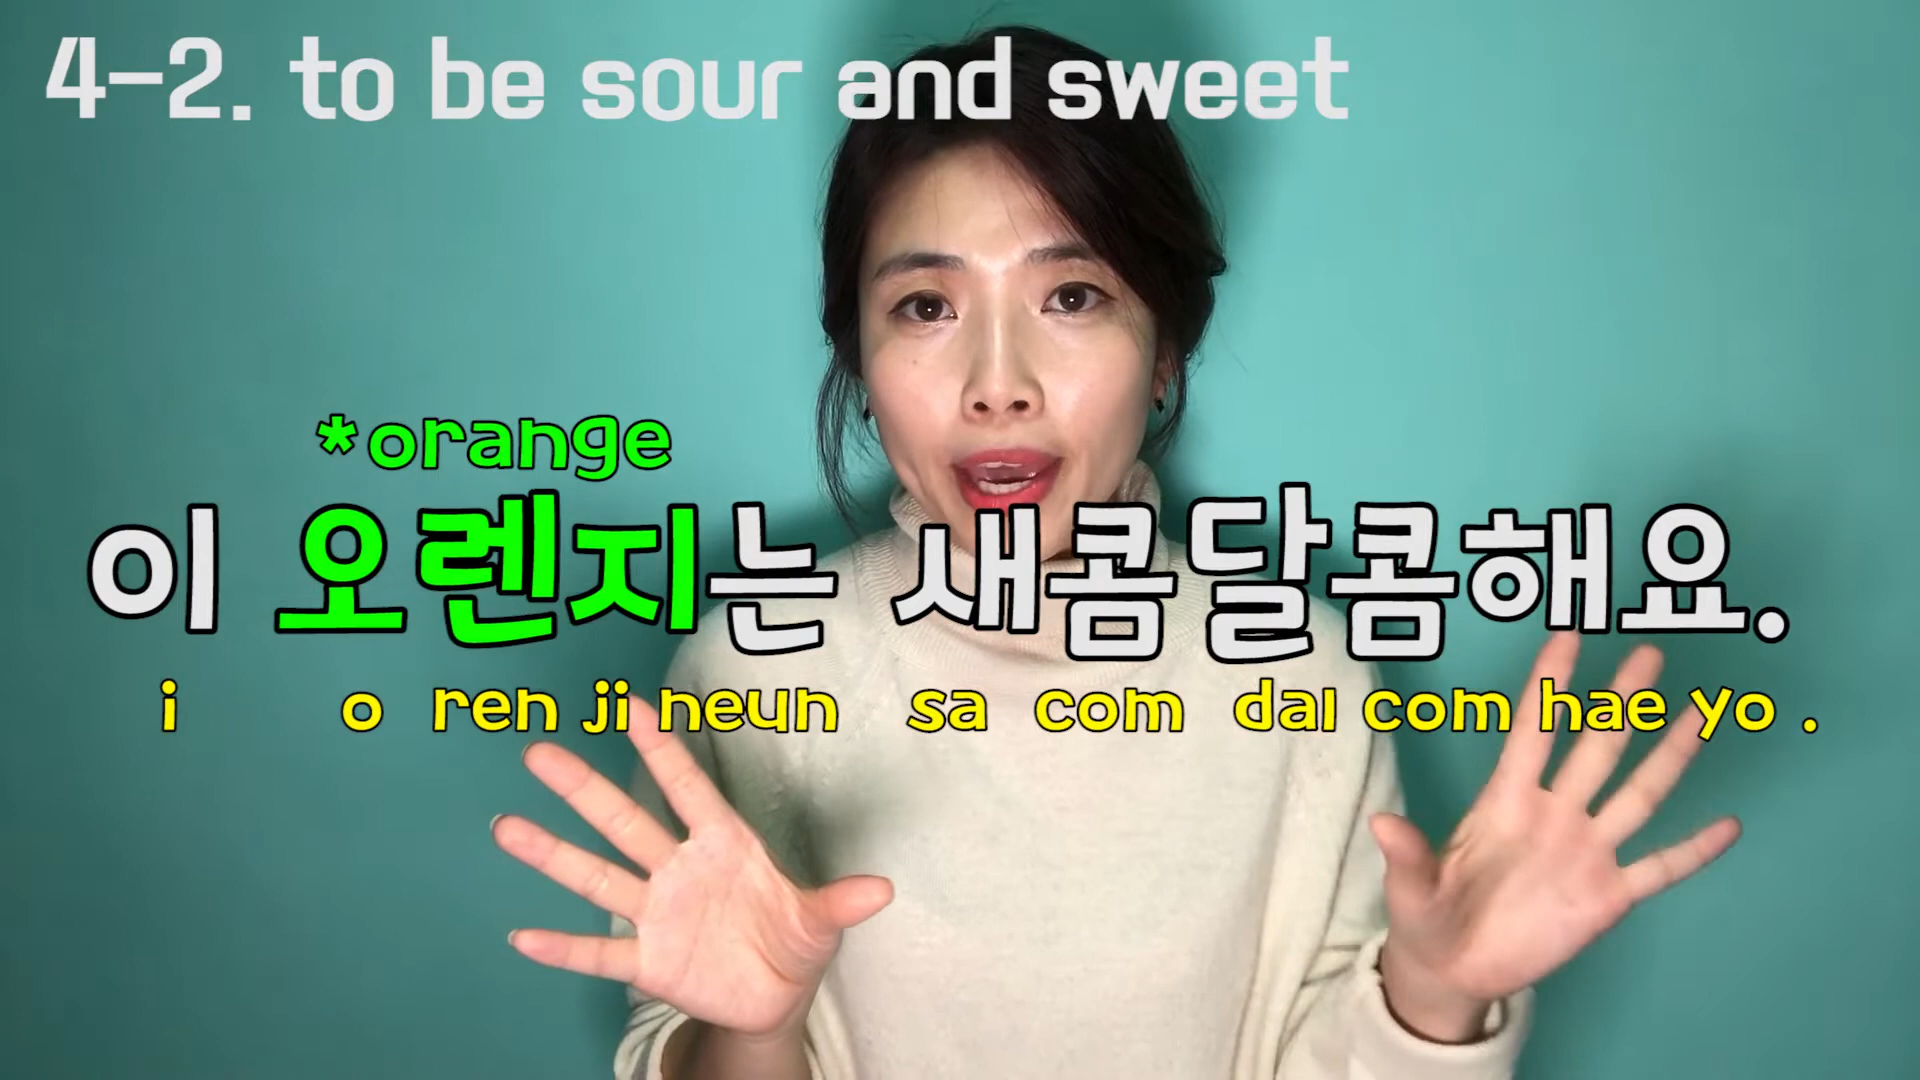 4-2. to be sour and sweet
*orange
이 오렌지는 새콤달콤해요.
i o ren ji neun sa com dal com hae yo .